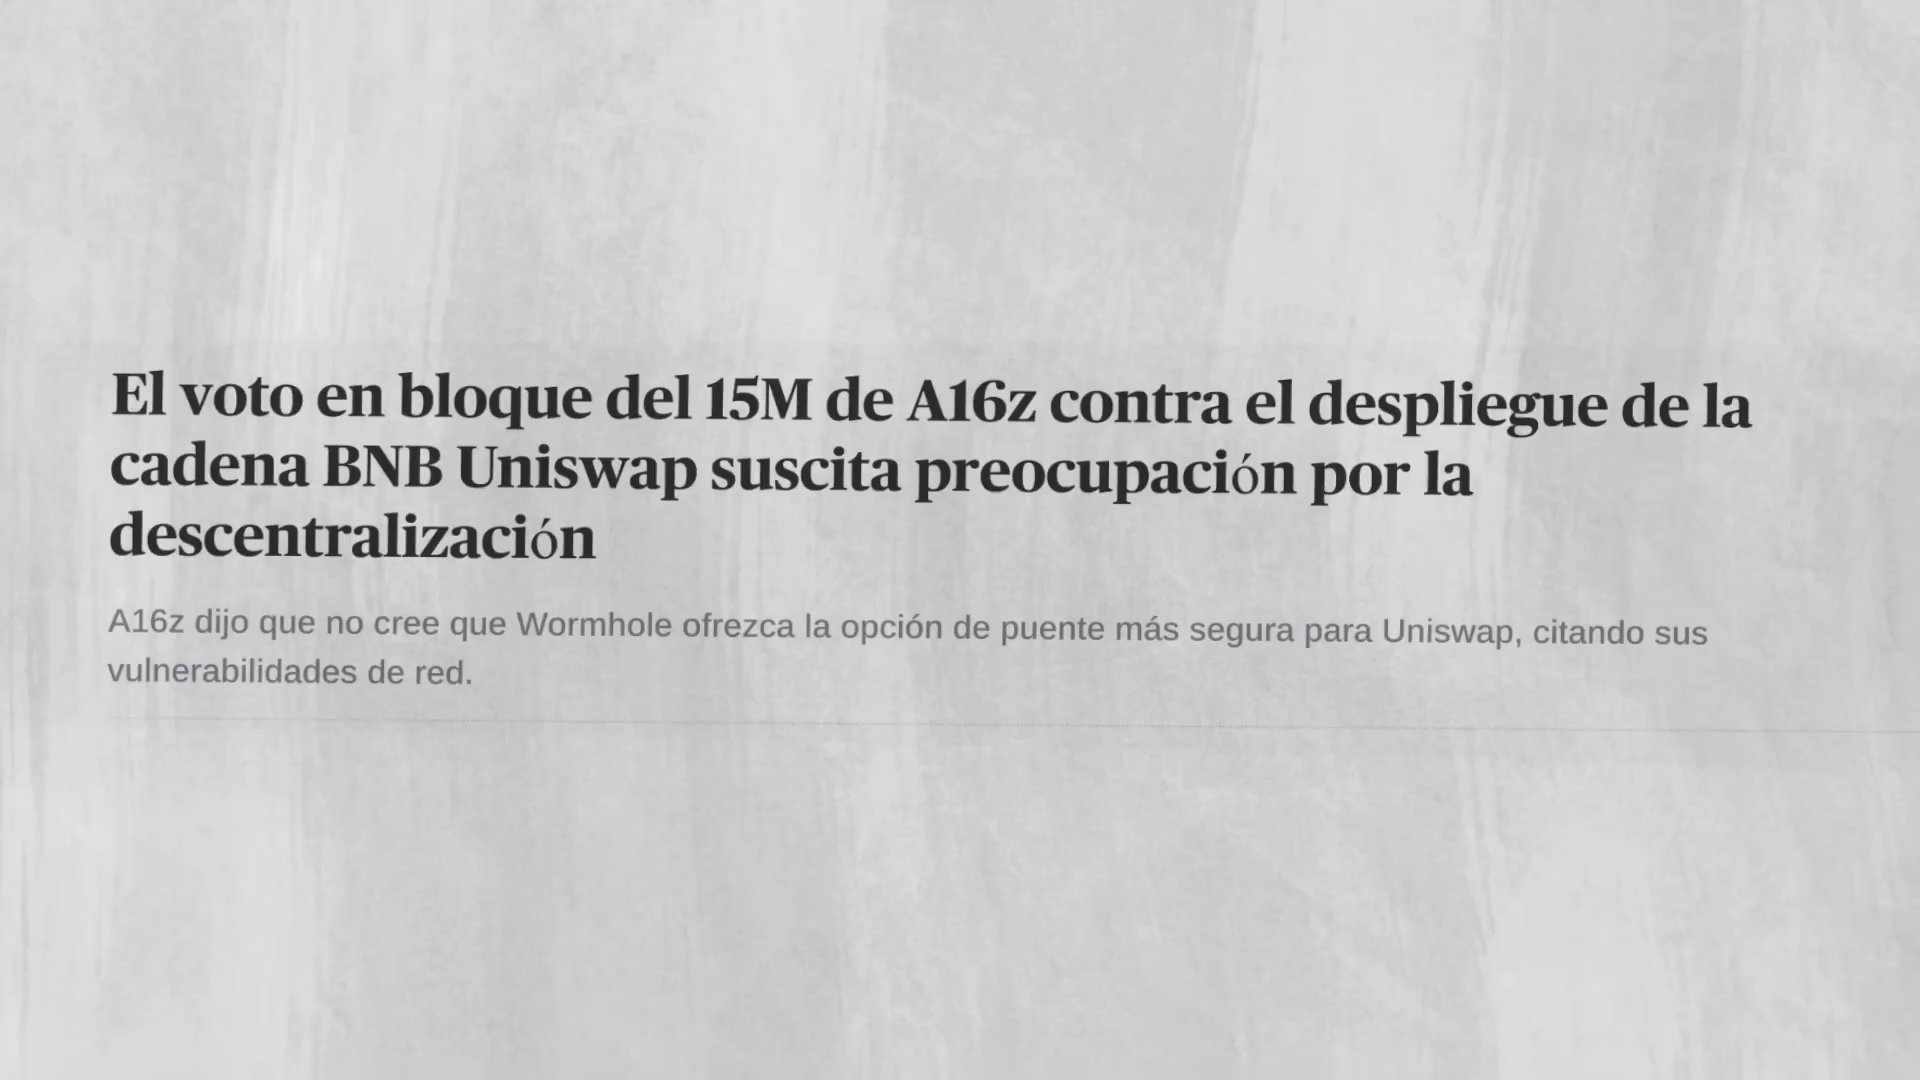 El voto en bloque del 15M de A16z contra el despliegue de la
cadena BNB Uniswap suscita preocupación por la
descentralización
A16z dijo que no cree que Wormhole ofrezca la opción de puente más segura para Uniswap, citando sus
vulnerabilidades de red.